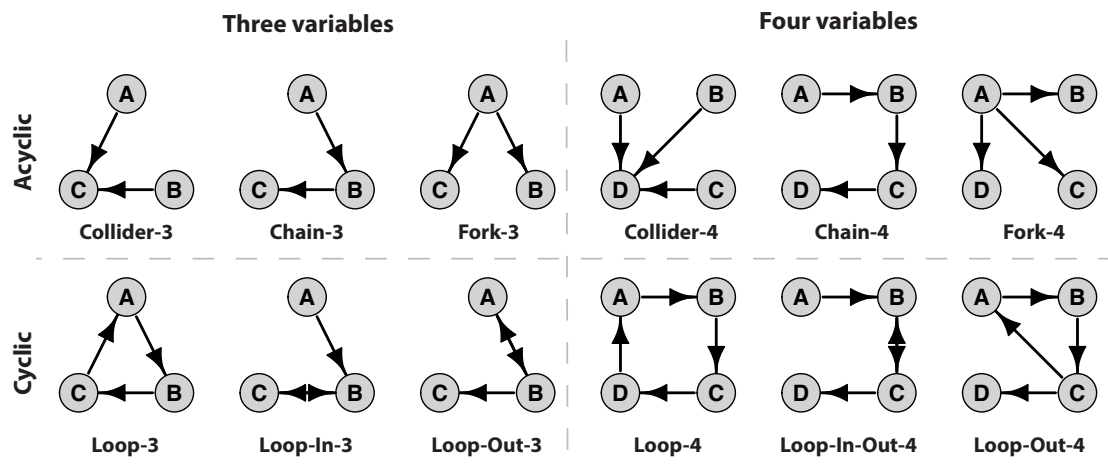 Three variables
Four variables
Acyclic
A
C
B
Collider-3
A
C
B
Chain-3
A
C
B
Fork-3
A
B
D
C
Collider-4
A
B
D
C
Chain-4
A
B
D
C
Fork-4
Cyclic
A
C
B
Loop-3
A
C
B
Loop-In-3
A
C
B
Loop-Out-3
A
B
D
C
Loop-4
A
B
D
C
Loop-In-Out-4
A
B
D
C
Loop-Out-4